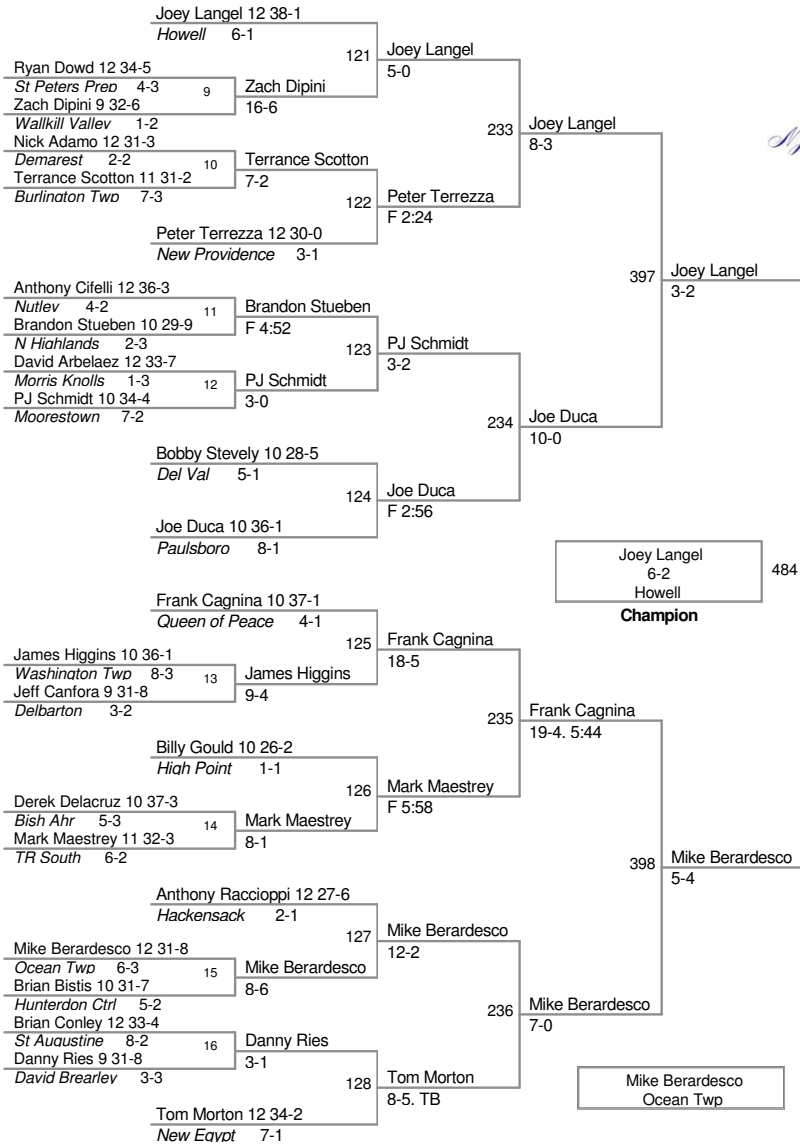 Joey Langel 12 38-1
Howell 6-1
121 Joey Langel
5-0
Ryan Dowd 12 34-5
St Peters Prep 4-3
9 Zach Dipini
16-6
Zach Dipini 9 32-6
Wallkill Valley 1-2
233 Joey Langel
8-3
Nick Adamo 12 31-3
Demarest 2-2
10 Terrance Scotton
7-2
Terrance Scotton 11 31-2
Burlington Twp 7-3
122 Peter Terrezza
F 2:24
Peter Terrezza 12 30-0
New Providence 3-1
397 Joey Langel
3-2
Anthony Cifelli 12 36-3
Nutley 4-2
11 Brandon Stueben
F 4:52
Brandon Stueben 10 29-9
N Highlands 2-3
123 PJ Schmidt
3-2
David Arbelaez 12 33-7
Morris Knolls 1-3
12 PJ Schmidt
3-0
PJ Schmidt 10 34-4
Moorestown 7-2
234 Joe Duca
10-0
Bobby Stevely 10 28-5
Del Val 5-1
124 Joe Duca
F 2:56
Joe Duca 10 36-1
Paulsboro 8-1
Joey Langel
6-2
Howell
484
Champion
Frank Cagnina 10 37-1
Queen of Peace 4-1
125 Frank Cagnina
18-5
James Higgins 10 36-1
Washington Twp 8-3
13 James Higgins
9-4
Jeff Canfora 9 31-8
Delbarton 3-2
235 Frank Cagnina
19-4. 5:44
Billy Gould 10 26-2
High Point 1-1
126 Mark Maestrey
F 5:58
Derek Delacruz 10 37-3
Bish Ahr 5-3
14 Mark Maestrey
8-1
Mark Maestrey 11 32-3
TR South 6-2
398 Mike Berardesco
5-4
Anthony Raccioppi 12 27-6
Hackensack 2-1
127 Mike Berardesco
12-2
Mike Berardesco 12 31-8
Ocean Twp 6-3
15 Mike Berardesco
8-6
Brian Bistis 10 31-7
Hunterdon Ctrl 5-2
236 Mike Berardesco
7-0
Brian Conley 12 33-4
St Augustine 8-2
16 Danny Ries
3-1
Danny Ries 9 31-8
David Brearley 3-3
128 Tom Morton
8-5. TB
Tom Morton 12 34-2
New Egypt 7-1
Mike Berardesco
Ocean Twp